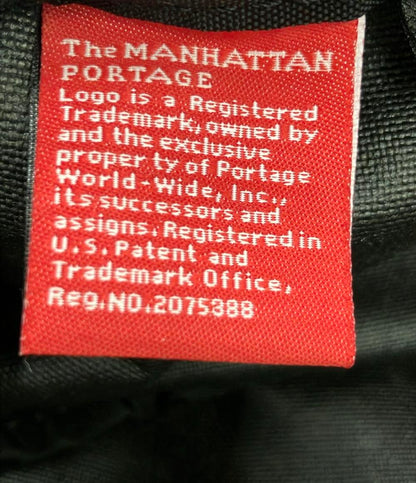 The MANHATTAN
PORTAGE
Logo is a Registered
Trademark, owned by
and the exclusive
property of Portage
World-Wide, Inc.,
its successors and
assigns, Registered in
U.S. Patent and
Trademark Office,
Reg.NO.2075388